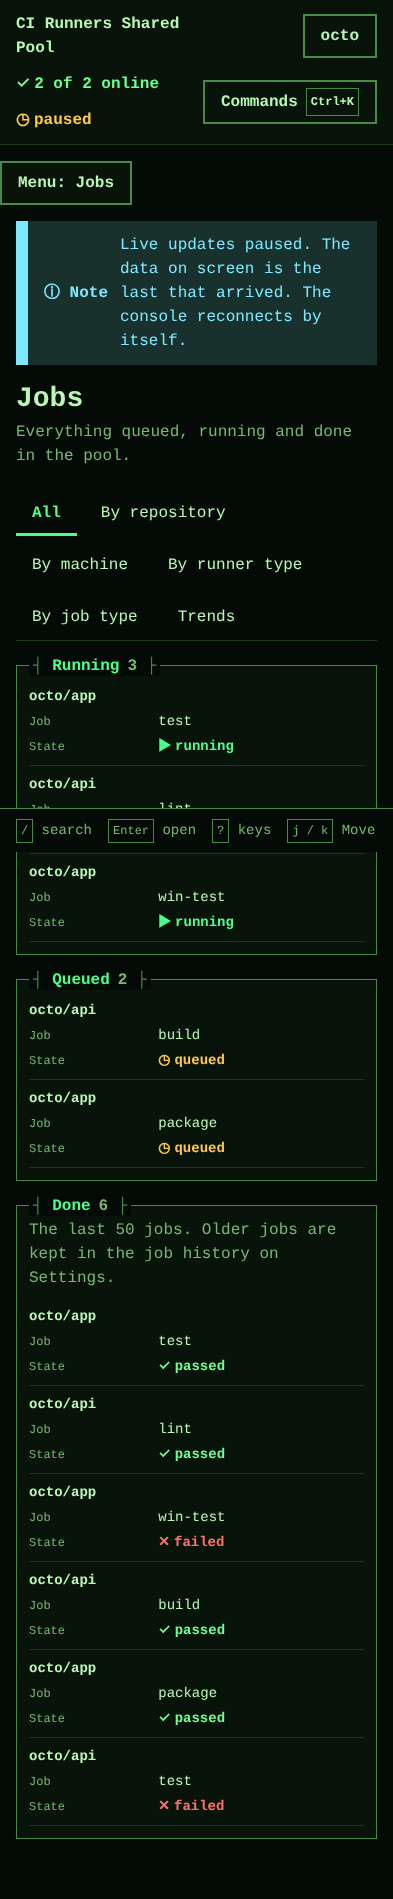 CI Runners Shared Pool
octo
✓ 2 of 2 online
◷ paused
Commands Ctrl+K
Menu: Jobs
ⓘ Note
Live updates paused. The
data on screen is the
last that arrived. The
console reconnects by
itself.
Jobs
Everything queued, running and done
in the pool.
All By repository
By machine By runner type
By job type Trends
┤ Running 3 ├
octo/app
Job test
State ▶ running
octo/api
/ search Enter open ? keys j / k Move
octo/app
Job win-test
State ▶ running
┤ Queued 2 ├
octo/api
Job build
State ◷ queued
octo/app
Job package
State ◷ queued
┤ Done 6 ├
The last 50 jobs. Older jobs are
kept in the job history on
Settings.
octo/app
Job test
State ✓ passed
octo/api
Job lint
State ✓ passed
octo/app
Job win-test
State ✕ failed
octo/api
Job build
State ✓ passed
octo/app
Job package
State ✓ passed
octo/api
Job test
State ✕ failed